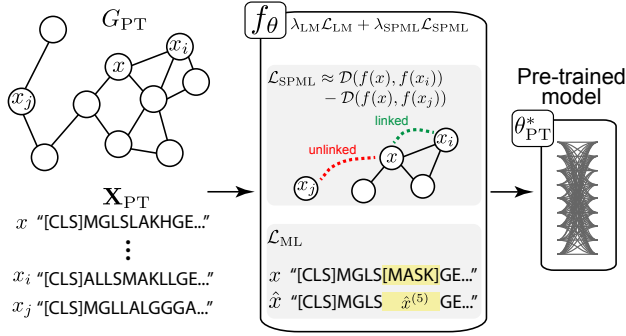 G_PT
x_i
x
x_j
X_PT
x "[CLS]MGLSLAKHGE..."
⋮
x_i "[CLS]ALLSMAKLLGE..."
x_j "[CLS]MGLLALGGGA..."
f_θ λ_LM L_LM + λ_SPML L_SPML
L_SPML ≈ D(f(x), f(x_i))
− D(f(x), f(x_j))
linked
unlinked
x_i
x
x_j
L_ML
x "[CLS]MGLS[MASK]GE..."
x̂ "[CLS]MGLS x̂^(5) GE..."
Pre-trained
model
θ*_PT